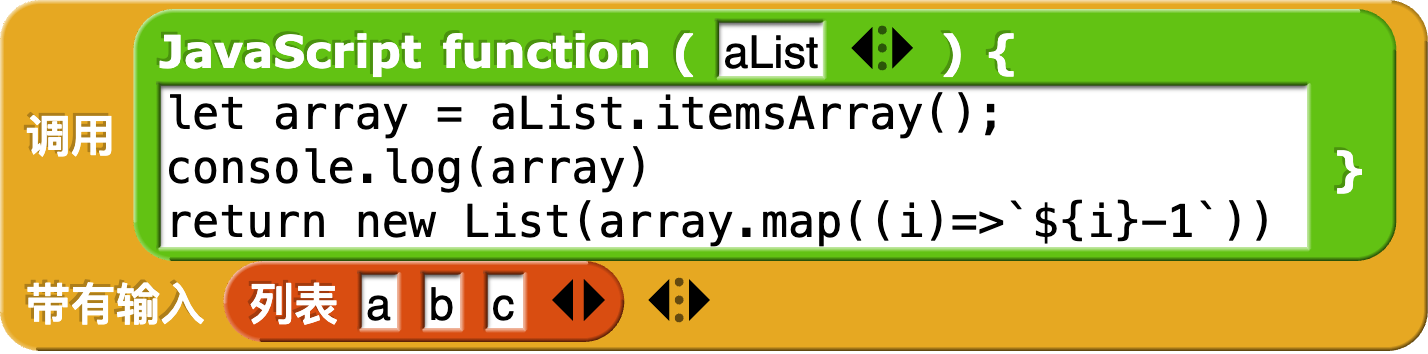 JavaScript function ( aList ) {
调用
let array = aList.itemsArray();
console.log(array)
return new List(array.map((i)=>`${i}-1`))
}
带有输入 列表 a b c